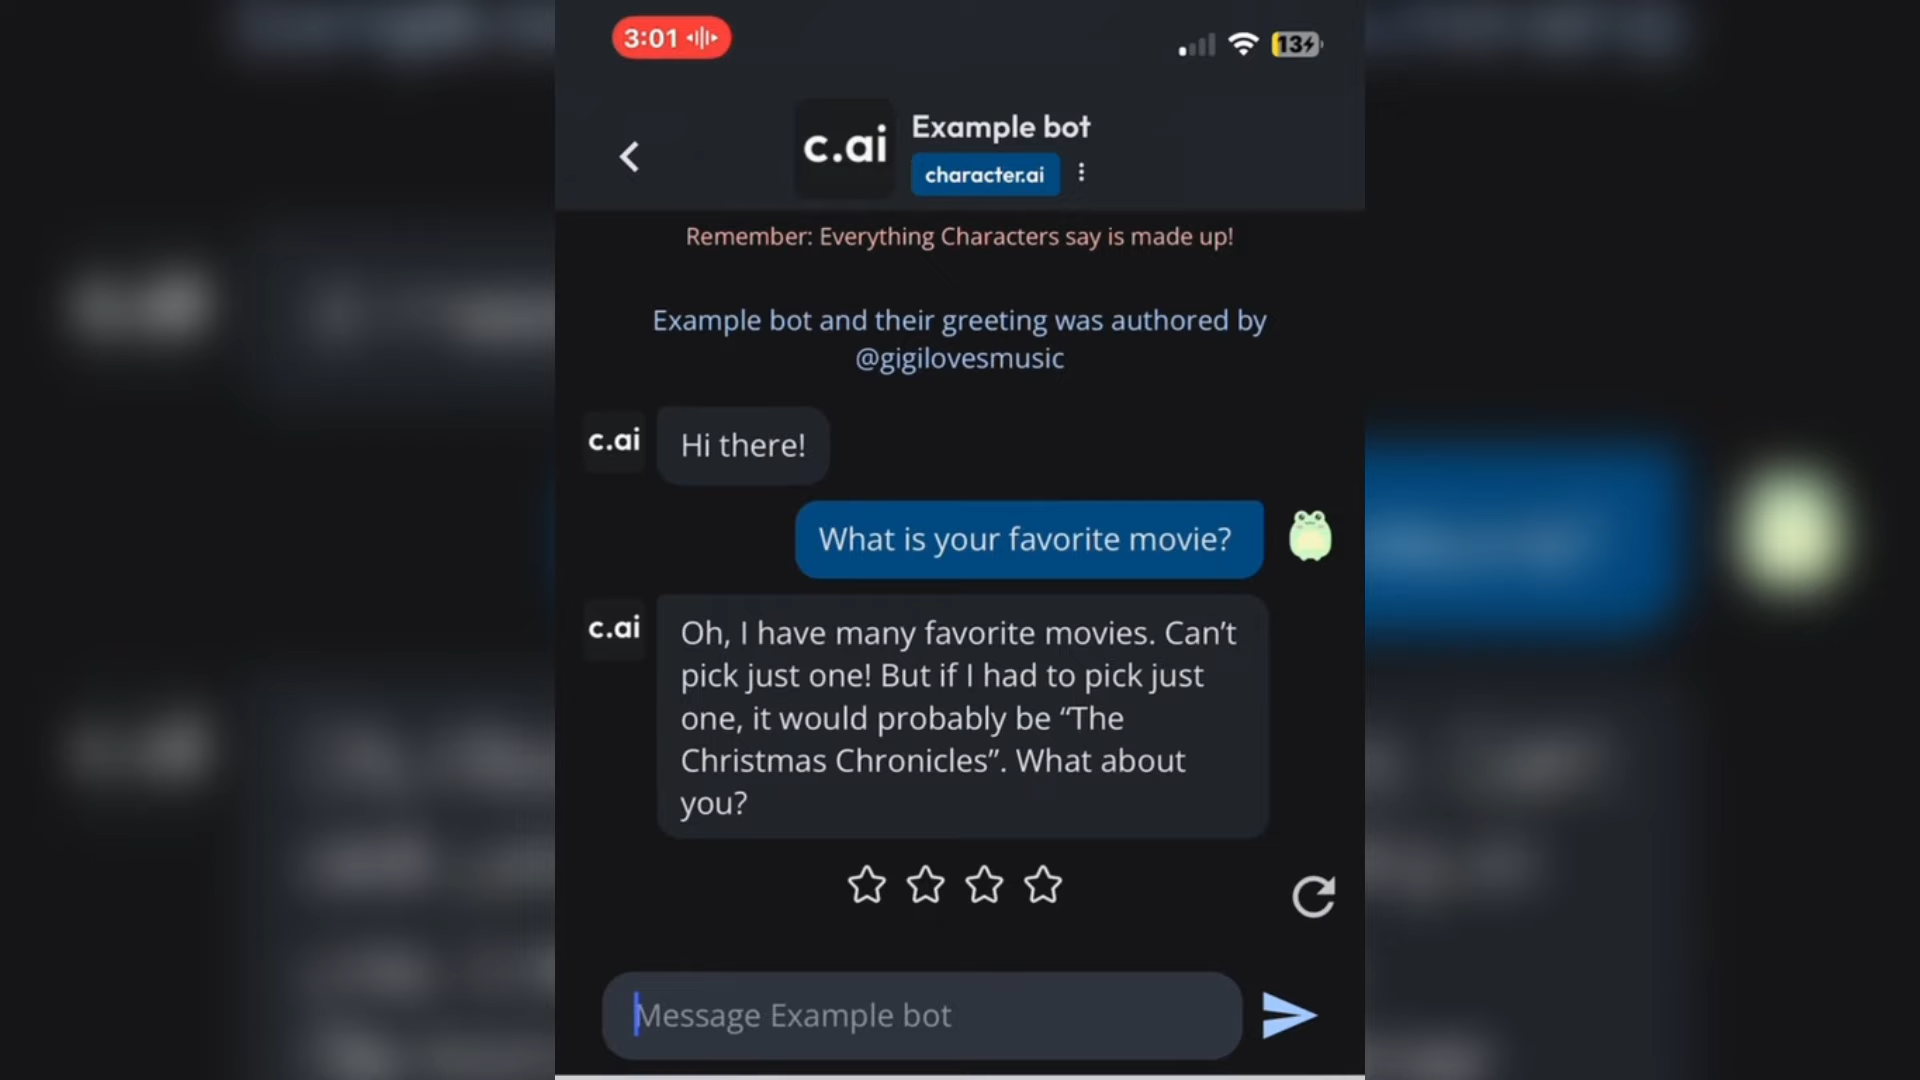 3:01
13
c.ai
Example bot
character.ai
Remember: Everything Characters say is made up!
Example bot and their greeting was authored by
@gigilovesmusic
c.ai
Hi there!
What is your favorite movie?
c.ai
Oh, I have many favorite movies. Can’t
pick just one! But if I had to pick just
one, it would probably be “The
Christmas Chronicles”. What about
you?
Message Example bot